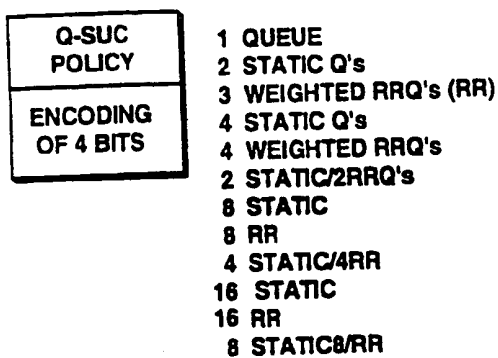 Q-SUC
POLICY
ENCODING
OF 4 BITS
1 QUEUE
2 STATIC Q's
3 WEIGHTED RRQ's (RR)
4 STATIC Q's
4 WEIGHTED RRQ's
2 STATIC/2RRQ's
8 STATIC
8 RR
4 STATIC/4RR
16 STATIC
16 RR
8 STATIC8/RR